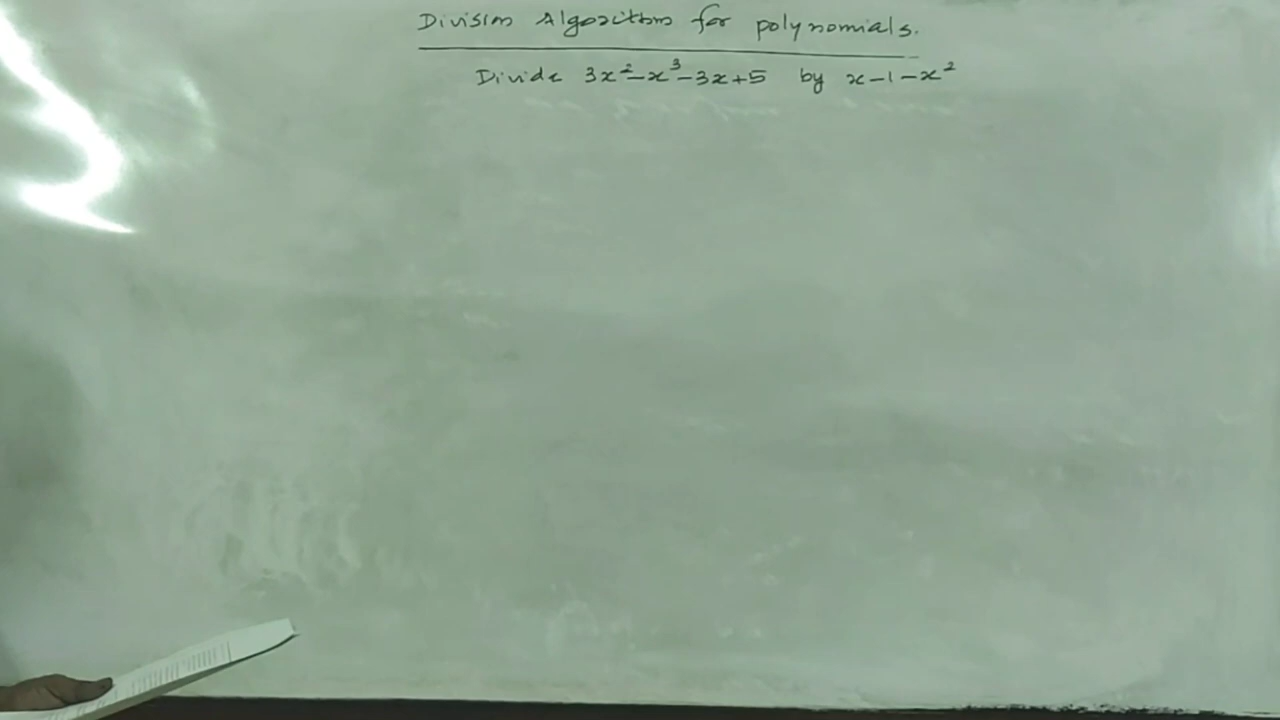 Division Algorithm for polynomials.
Divide 3x²-x³-3x+5 by x-1-x²